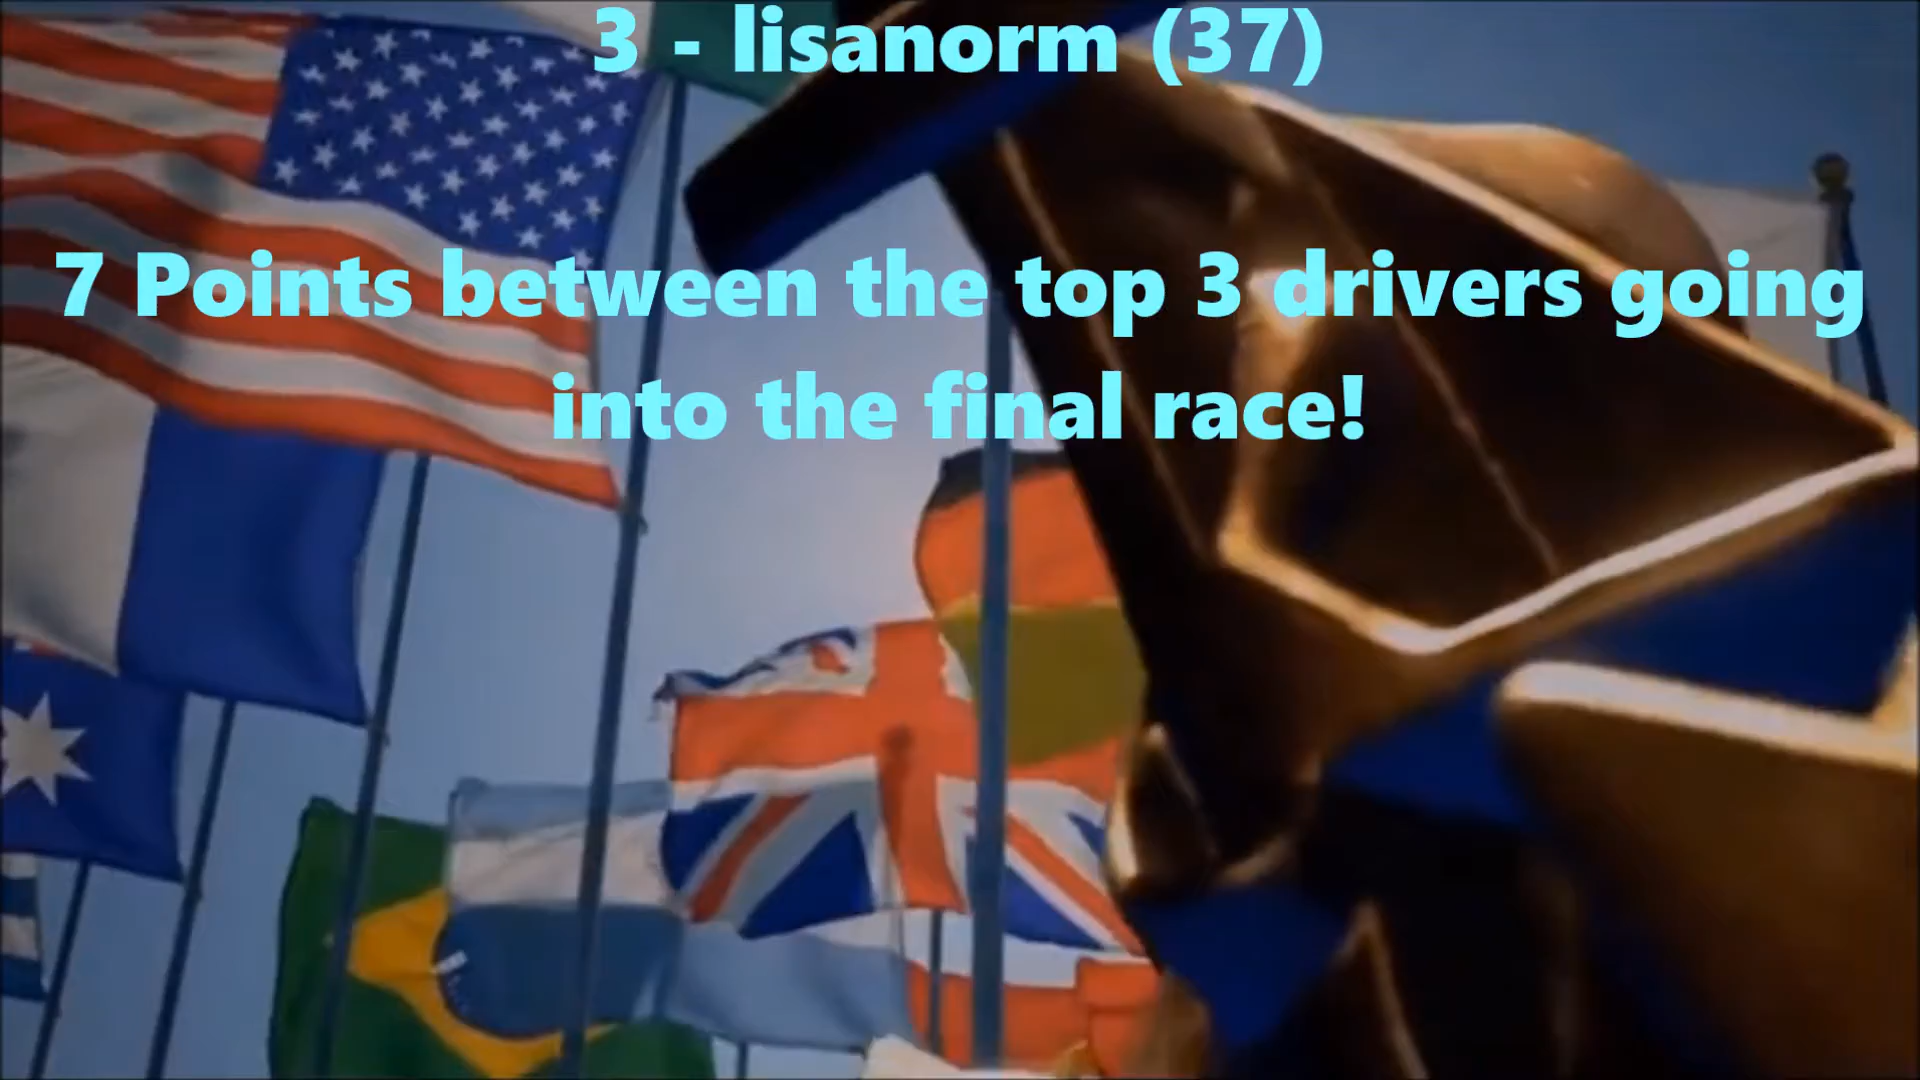 3 - lisanorm (37)
7 Points between the top 3 drivers going
into the final race!